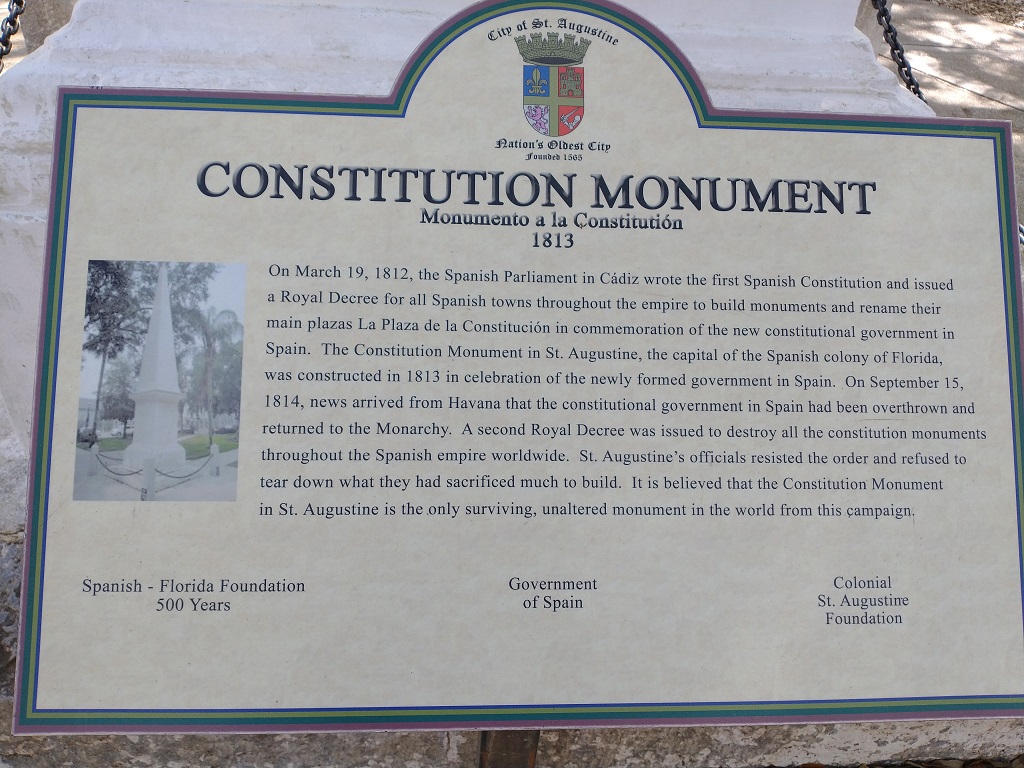 City of St. Augustine
Nation's Oldest City
Founded 1565
CONSTITUTION MONUMENT
Monumento a la Constitutión
1813
On March 19, 1812, the Spanish Parliament in Cádiz wrote the first Spanish Constitution and issued
a Royal Decree for all Spanish towns throughout the empire to build monuments and rename their
main plazas La Plaza de la Constitución in commemoration of the new constitutional government in
Spain. The Constitution Monument in St. Augustine, the capital of the Spanish colony of Florida,
was constructed in 1813 in celebration of the newly formed government in Spain. On September 15,
1814, news arrived from Havana that the constitutional government in Spain had been overthrown and
returned to the Monarchy. A second Royal Decree was issued to destroy all the constitution monuments
throughout the Spanish empire worldwide. St. Augustine's officials resisted the order and refused to
tear down what they had sacrificed much to build. It is believed that the Constitution Monument
in St. Augustine is the only surviving, unaltered monument in the world from this campaign.
Spanish - Florida Foundation
500 Years
Government
of Spain
Colonial
St. Augustine
Foundation